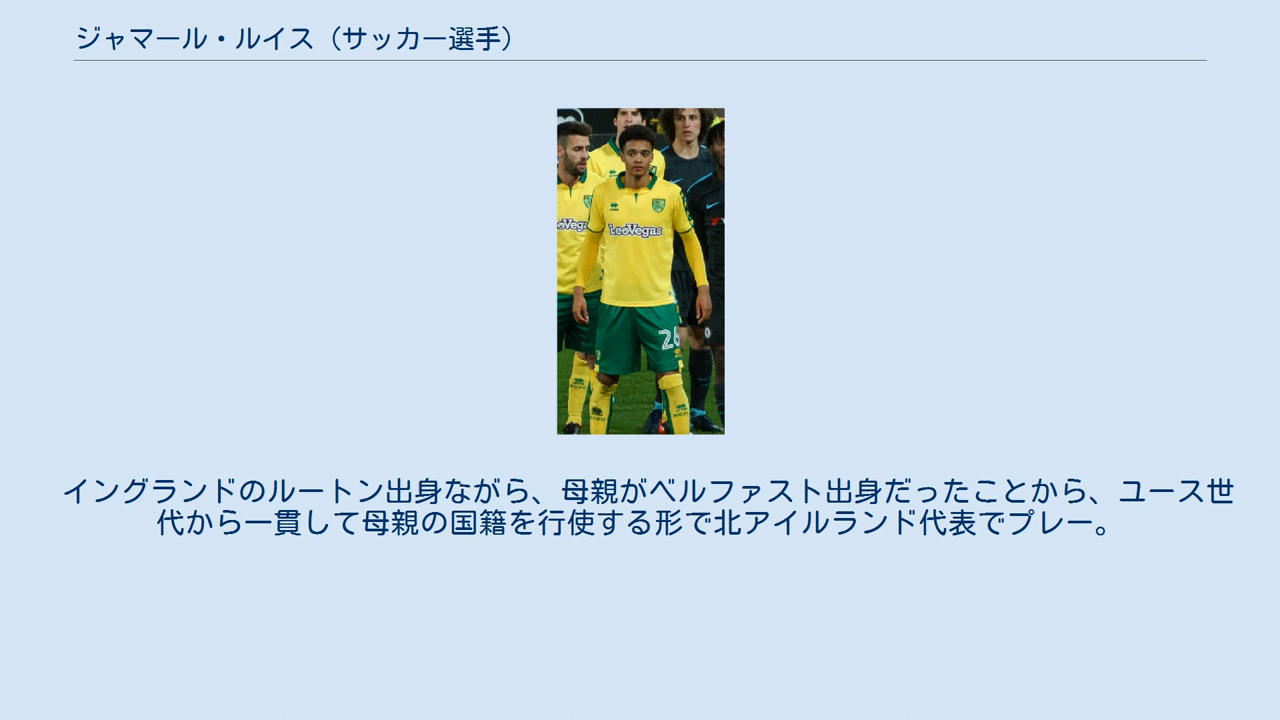 ジャマール・ルイス（サッカー選手）
LeoVegas
イングランドのルートン出身ながら、母親がベルファスト出身だったことから、ユース世
代から一貫して母親の国籍を行使する形で北アイルランド代表でプレー。